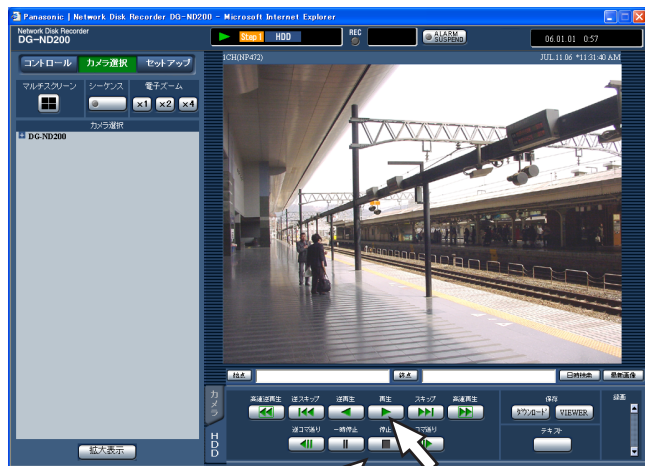 Panasonic | Network Disk Recorder DG-ND200 - Microsoft Internet Explorer
Network Disk Recorder
DG-ND200
Step 1 HDD
REC
ALARM SUSPEND
06.01.01 0:57
コントロール カメラ選択 セットアップ
マルチスクリーン シーケンス 電子ズーム
x1 x2 x4
カメラ選択
DG-ND200
拡大表示
1CH(NP472) JUL.11.06 *11:31:40 AM
始点 終点 日時検索 最新画像
カメラ
HDD
高速逆再生 逆スキップ 逆再生 再生 スキップ 高速再生
逆コマ送り 一時停止 停止 コマ送り
保存
ダウンロード VIEWER
テキスト
録画